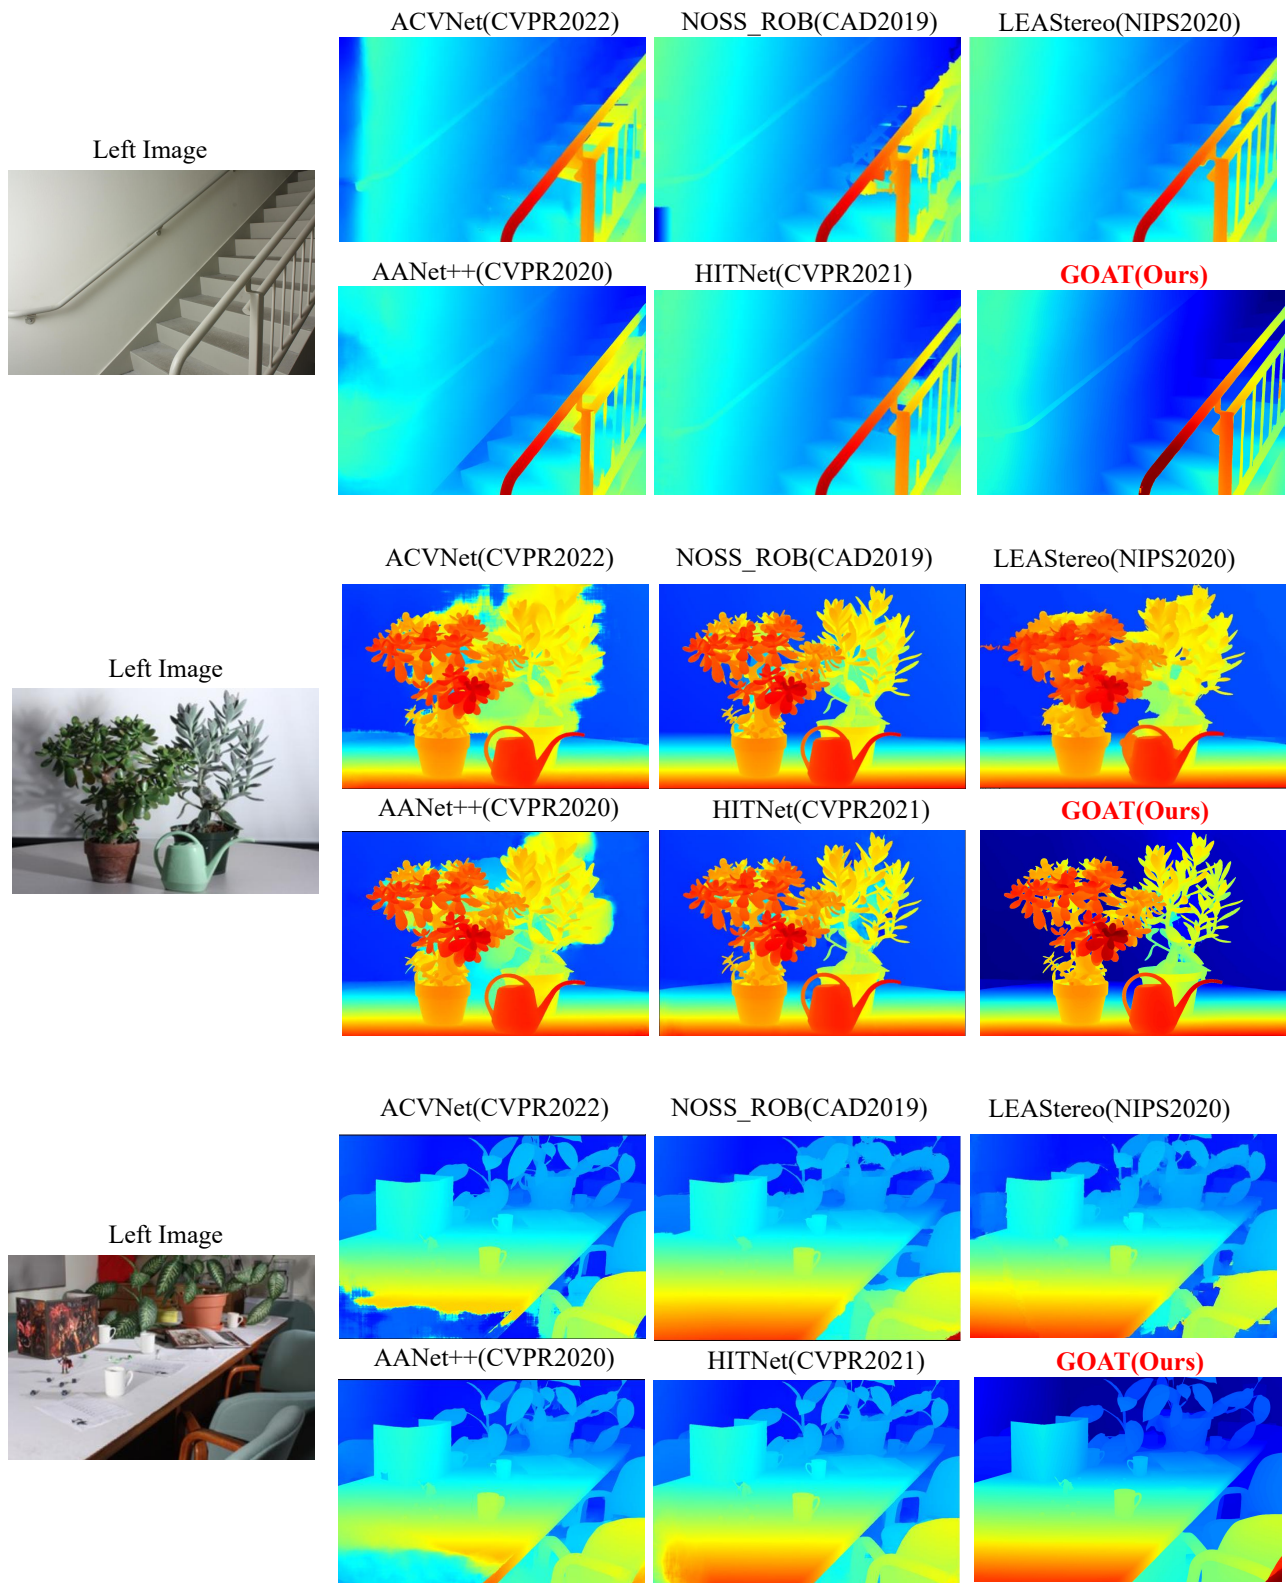 ACVNet(CVPR2022) NOSS_ROB(CAD2019) LEAStereo(NIPS2020)
Left Image
AANet++(CVPR2020) HITNet(CVPR2021) GOAT(Ours)
ACVNet(CVPR2022) NOSS_ROB(CAD2019) LEAStereo(NIPS2020)
Left Image
AANet++(CVPR2020) HITNet(CVPR2021) GOAT(Ours)
ACVNet(CVPR2022) NOSS_ROB(CAD2019) LEAStereo(NIPS2020)
Left Image
AANet++(CVPR2020) HITNet(CVPR2021) GOAT(Ours)